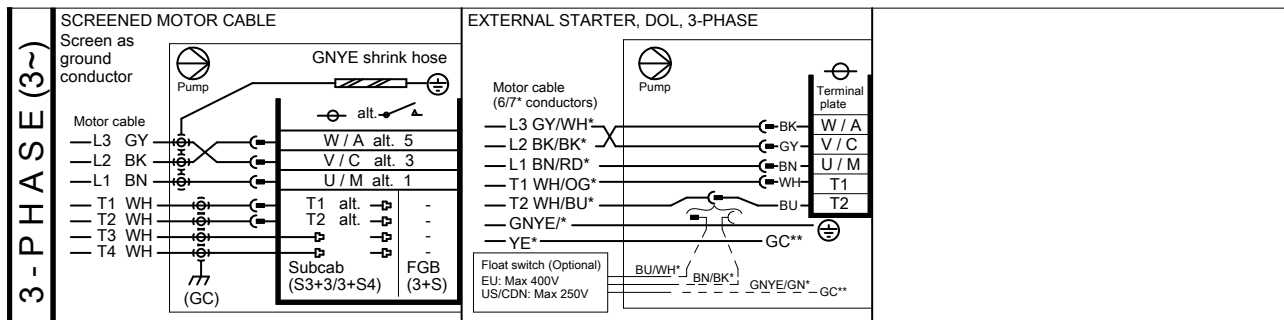 3 - PHASE (3~)
SCREENED MOTOR CABLE
Screen as
ground
conductor
Pump
GNYE shrink hose
Motor cable
alt.
L3 GY
W / A alt. 5
L2 BK
V / C alt. 3
L1 BN
U / M alt. 1
T1 WH
T1 alt. -
T2 WH
T2 alt. -
T3 WH
-
T4 WH
-
(GC)
Subcab
(S3+3/3+S4)
FGB
(3+S)
EXTERNAL STARTER, DOL, 3-PHASE
Pump
Motor cable
(6/7* conductors)
Terminal
plate
L3 GY/WH*
BK
W / A
L2 BK/BK*
GY
V / C
L1 BN/RD*
BN
U / M
T1 WH/OG*
WH
T1
T2 WH/BU*
BU
T2
GNYE/*
YE*
GC**
Float switch (Optional)
EU: Max 400V
US/CDN: Max 250V
BU/WH*
BN/BK*
GNYE/GN*
GC**